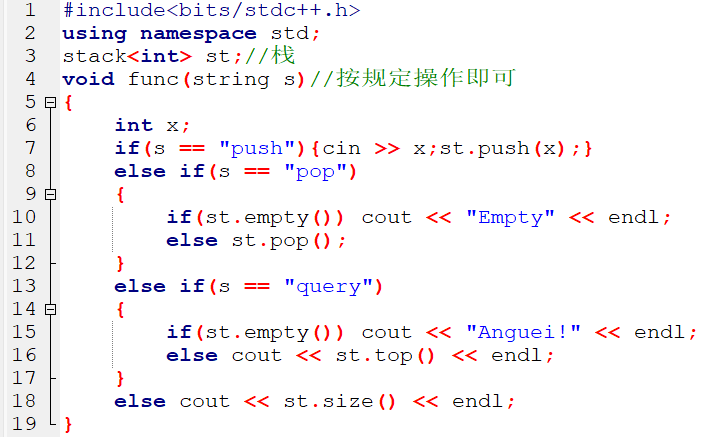 1 #include<bits/stdc++.h>
2 using namespace std;
3 stack<int> st;//栈
4 void func(string s)//按规定操作即可
5 {
6     int x;
7     if(s == "push"){cin >> x;st.push(x);}
8     else if(s == "pop")
9     {
10         if(st.empty()) cout << "Empty" << endl;
11         else st.pop();
12     }
13     else if(s == "query")
14     {
15         if(st.empty()) cout << "Anguei!" << endl;
16         else cout << st.top() << endl;
17     }
18     else cout << st.size() << endl;
19 }